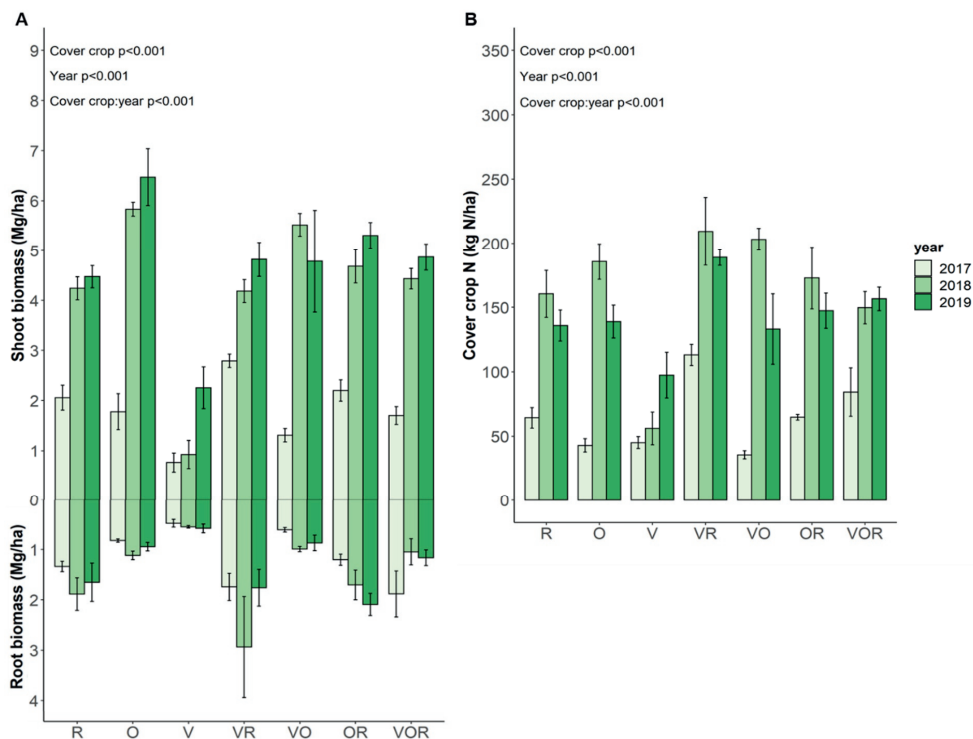 A
Cover crop p<0.001
Year p<0.001
Cover crop:year p<0.001
Shoot biomass (Mg/ha)
Root biomass (Mg/ha)
9
8
7
6
5
4
3
2
1
0
1
2
3
4
R O V VR VO OR VOR
B
Cover crop p<0.001
Year p<0.001
Cover crop:year p<0.001
Cover crop N (kg N/ha)
350
300
250
200
150
100
50
0
R O V VR VO OR VOR
year
2017
2018
2019